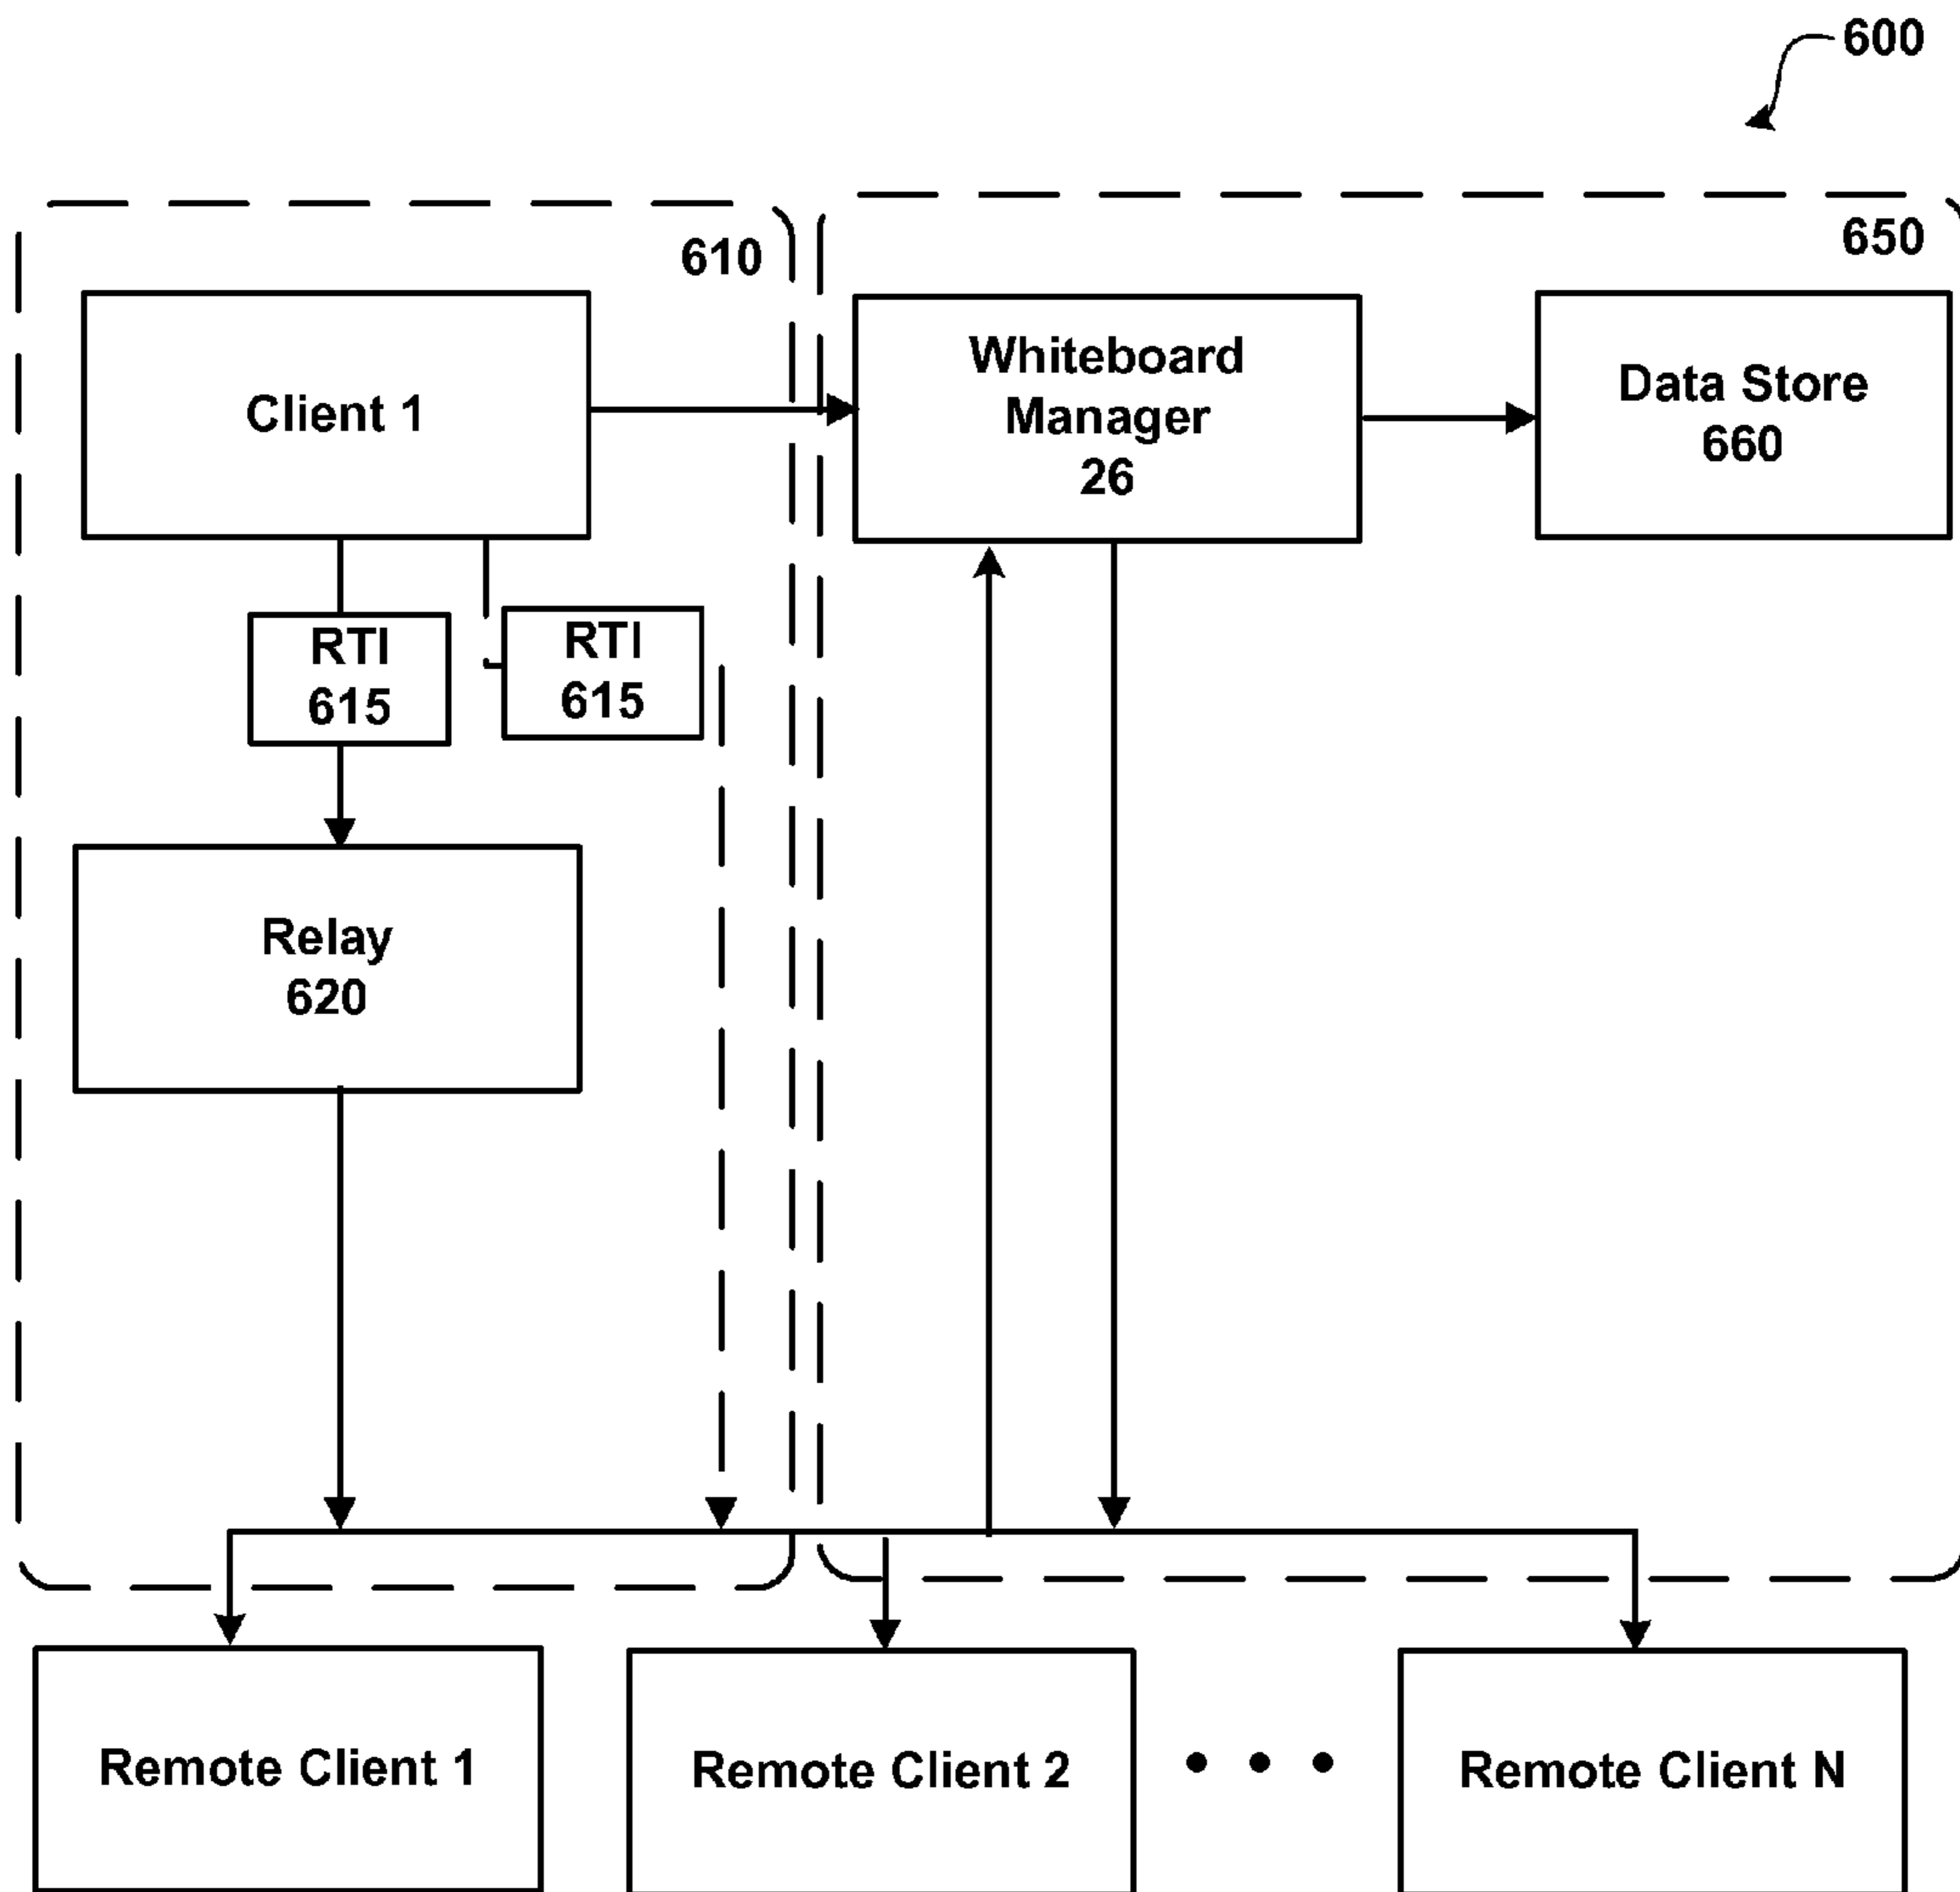 600
610
650
Client 1
Whiteboard
Manager
26
Data Store
660
RTI
615
RTI
615
Relay
620
Remote Client 1
Remote Client 2
Remote Client N